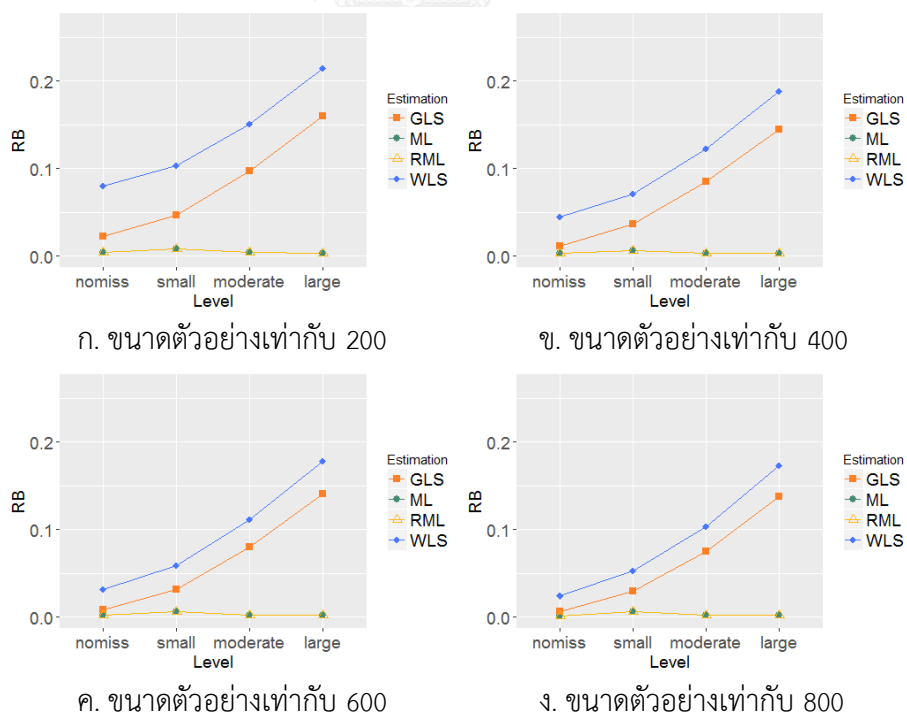 RB
0.2
0.1
0.0
nomiss small moderate large
Level
Estimation
GLS
ML
RML
WLS
ก. ขนาดตัวอย่างเท่ากับ 200
RB
0.2
0.1
0.0
nomiss small moderate large
Level
Estimation
GLS
ML
RML
WLS
ข. ขนาดตัวอย่างเท่ากับ 400
RB
0.2
0.1
0.0
nomiss small moderate large
Level
Estimation
GLS
ML
RML
WLS
ค. ขนาดตัวอย่างเท่ากับ 600
RB
0.2
0.1
0.0
nomiss small moderate large
Level
Estimation
GLS
ML
RML
WLS
ง. ขนาดตัวอย่างเท่ากับ 800